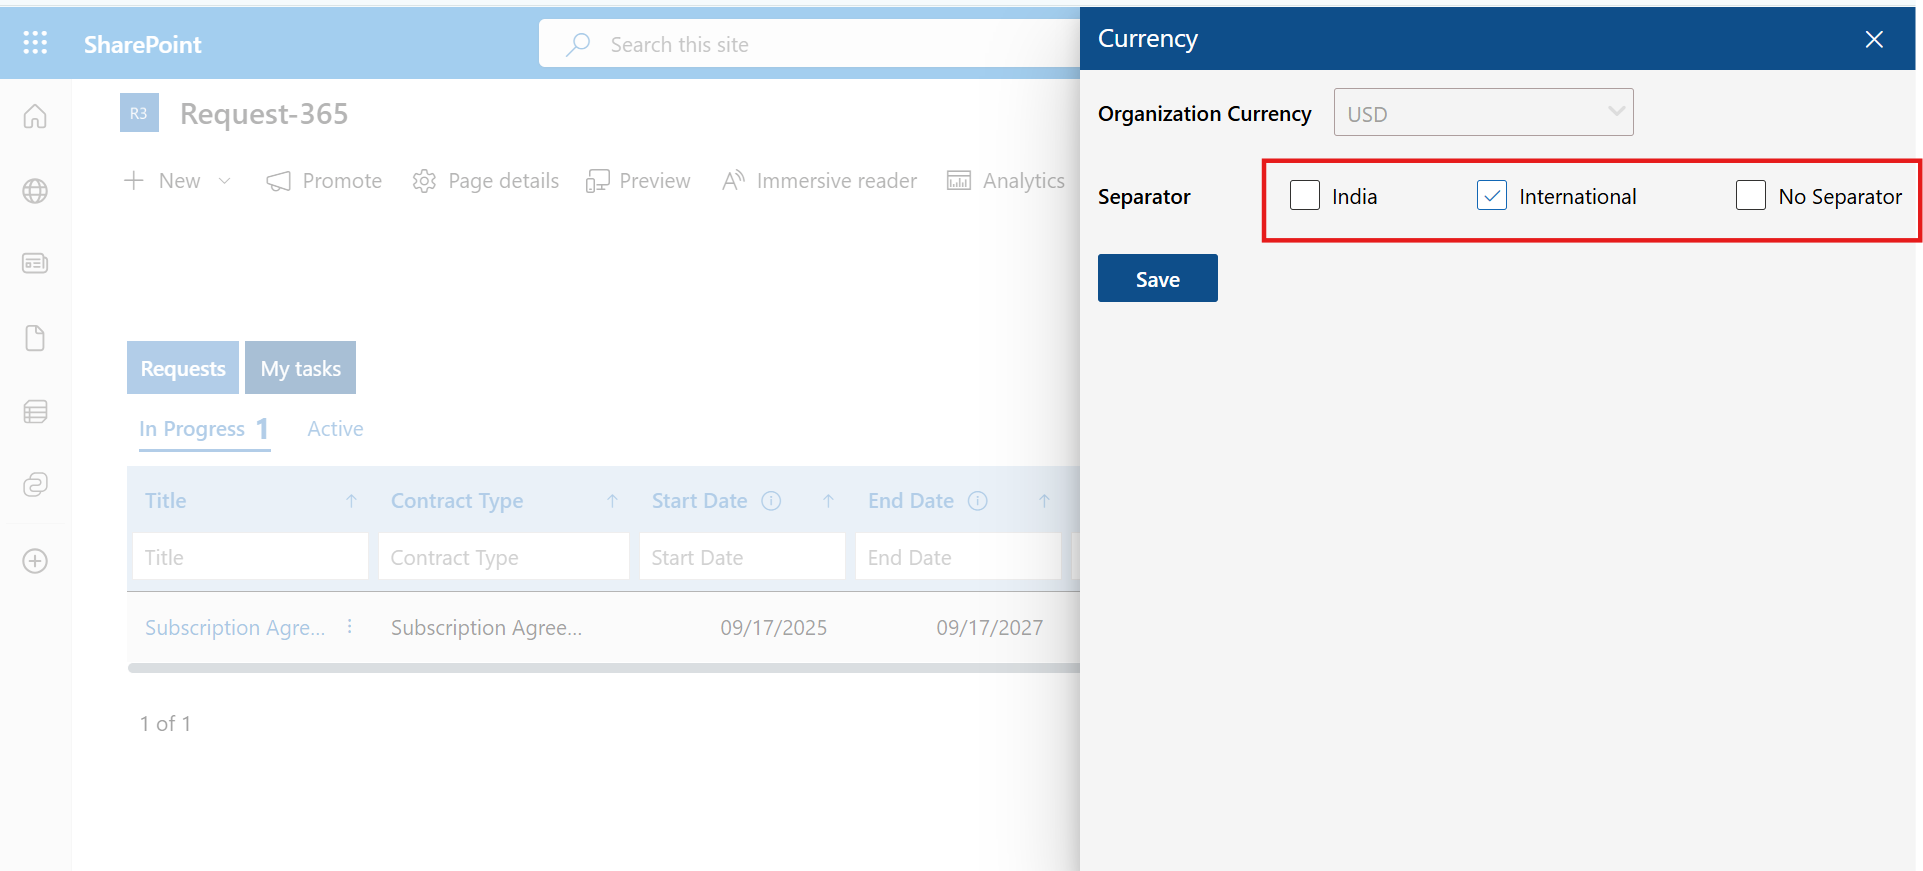 SharePoint
Search this site
Currency
R3
Request-365
Organization Currency
USD
New
Promote
Page details
Preview
Immersive reader
Analytics
Separator
India
International
No Separator
Save
Requests
My tasks
In Progress 1
Active
Title
Contract Type
Start Date
End Date
Title
Contract Type
Start Date
End Date
Subscription Agre...
Subscription Agree...
09/17/2025
09/17/2027
1 of 1